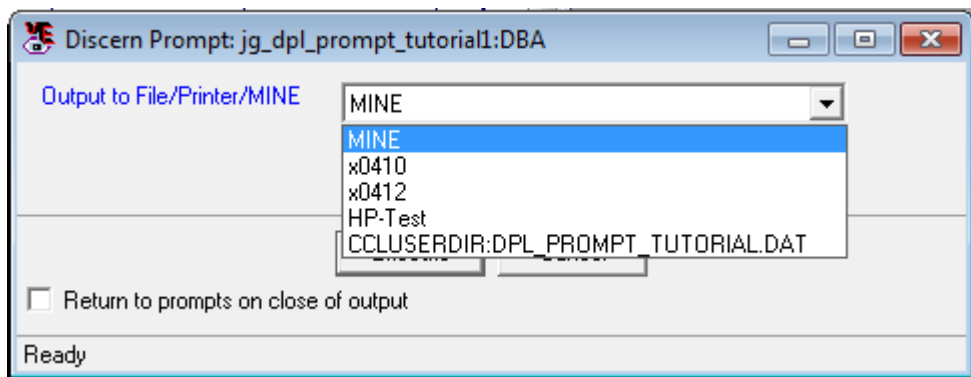 Discern Prompt: jg_dpl_prompt_tutorial1:DBA
Output to File/Printer/MINE
MINE
MINE
x0410
x0412
HP-Test
CCLUSERDIR:DPL_PROMPT_TUTORIAL.DAT
Return to prompts on close of output
Ready